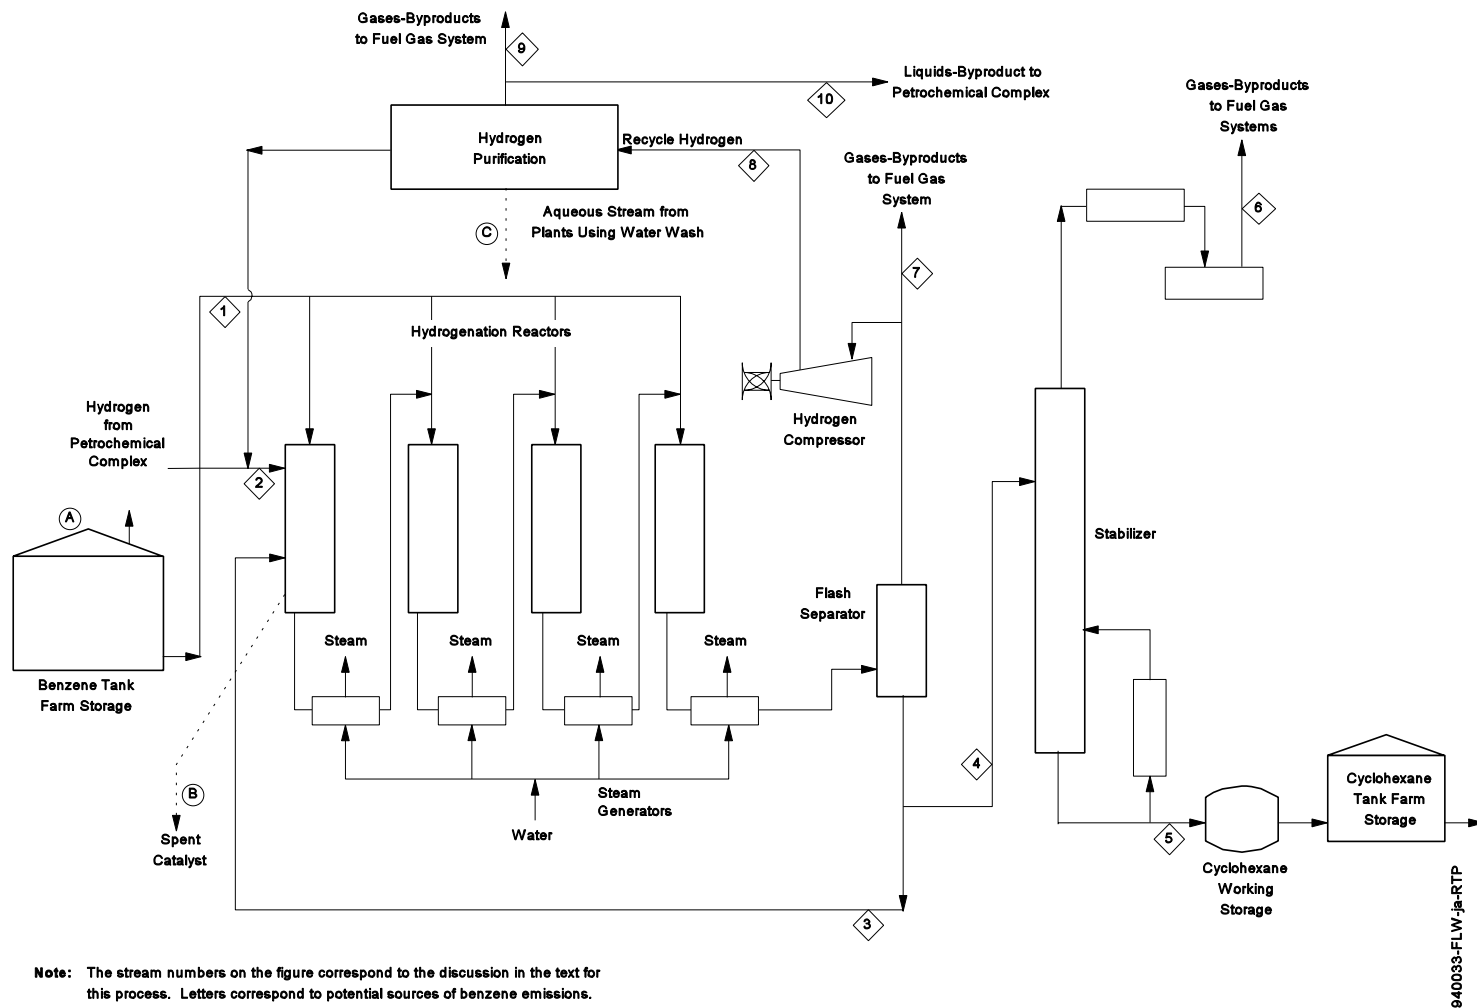 Gases-Byproducts
to Fuel Gas System
9
Liquids-Byproduct to
Petrochemical Complex
10
Gases-Byproducts
to Fuel Gas
Systems
Hydrogen
Purification
Recycle Hydrogen
8
Gases-Byproducts
to Fuel Gas
System
6
Aqueous Stream from
Plants Using Water Wash
C
7
1
Hydrogenation Reactors
Hydrogen
Compressor
Hydrogen
from
Petrochemical
Complex
2
A
Stabilizer
Flash
Separator
Steam
Steam
Steam
Steam
Benzene Tank
Farm Storage
4
B
Steam
Generators
Water
Spent
Catalyst
Cyclohexane
Tank Farm
Storage
5
Cyclohexane
Working
Storage
3
940033-FLW-ja-RTP
Note: The stream numbers on the figure correspond to the discussion in the text for
this process. Letters correspond to potential sources of benzene emissions.